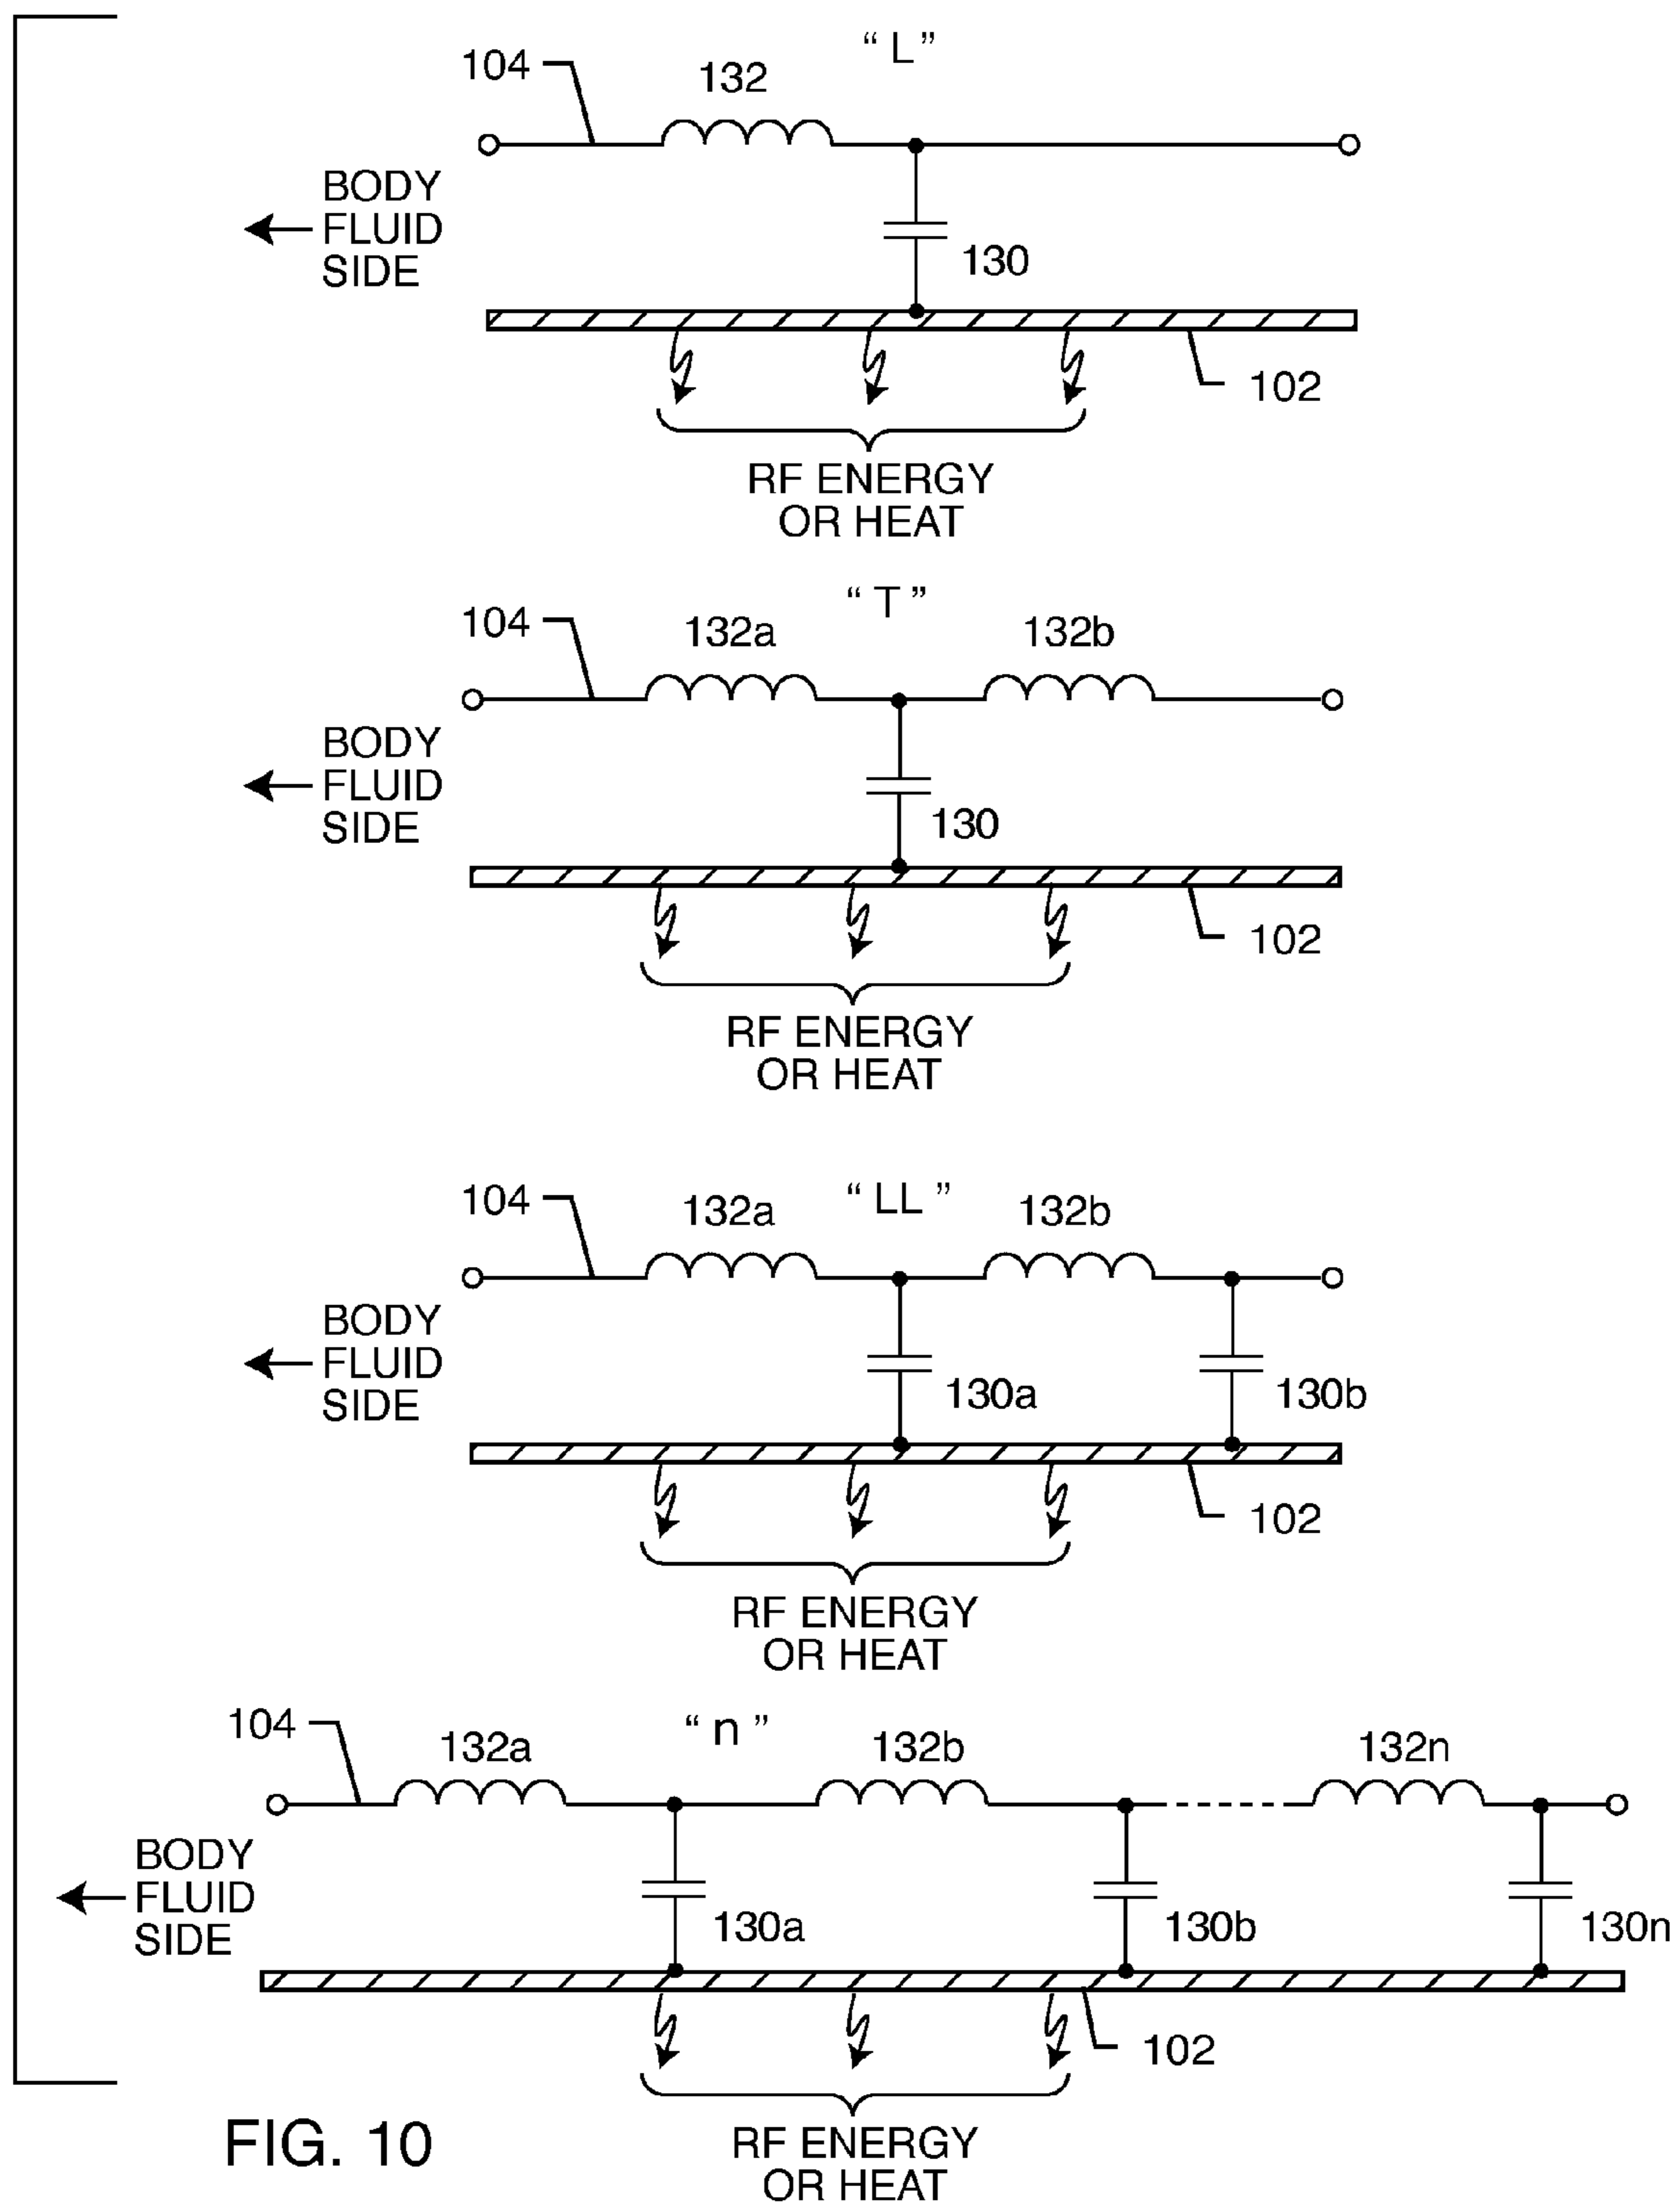 “ L ”
104
132
BODY
FLUID
SIDE
130
102
RF ENERGY
OR HEAT
“ T ”
104
132a
132b
BODY
FLUID
SIDE
130
102
RF ENERGY
OR HEAT
“ LL ”
104
132a
132b
BODY
FLUID
SIDE
130a
130b
102
RF ENERGY
OR HEAT
“ n ”
104
132a
132b
132n
BODY
FLUID
SIDE
130a
130b
130n
102
RF ENERGY
OR HEAT
FIG. 10